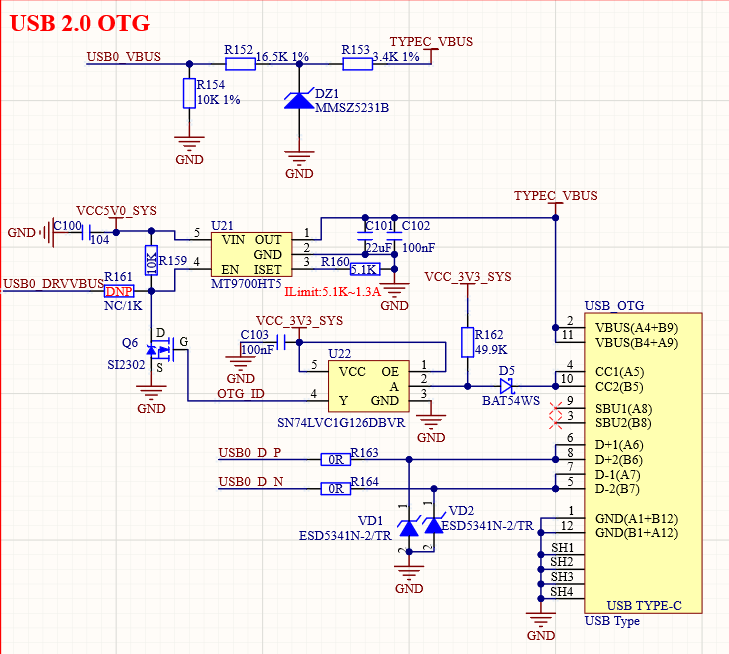 USB 2.0 OTG
TYPEC_VBUS
USB0_VBUS
R152
16.5K 1%
R153
3.4K 1%
R154
10K 1%
DZ1
MMSZ5231B
GND
GND
TYPEC_VBUS
VCC5V0_SYS
GND
C100
104
U21
5
VIN
OUT
1
GND
2
4
EN
ISET
3
MT9700HT5
R159
10K
C101
22uF
C102
100nF
R160
5.1K
ILimit:5.1K~1.3A
GND
USB0_DRVVBUS
R161
DNP
NC/1K
VCC_3V3_SYS
R162
49.9K
Q6
SI2302
D
G
S
GND
VCC_3V3_SYS
C103
100nF
GND
U22
5
VCC
OE
1
A
2
4
Y
GND
3
SN74LVC1G126DBVR
OTG_ID
GND
D5
BAT54WS
USB_OTG
2
VBUS(A4+B9)
11
VBUS(B4+A9)
4
CC1(A5)
10
CC2(B5)
9
SBU1(A8)
3
SBU2(B8)
6
D+1(A6)
8
D+2(B6)
7
D-1(A7)
5
D-2(B7)
1
GND(A1+B12)
12
GND(B1+A12)
SH1
SH2
SH3
SH4
USB TYPE-C
USB Type
GND
USB0_D_P
0R
R163
USB0_D_N
0R
R164
1
1
VD1
ESD5341N-2/TR
VD2
ESD5341N-2/TR
2
2
GND